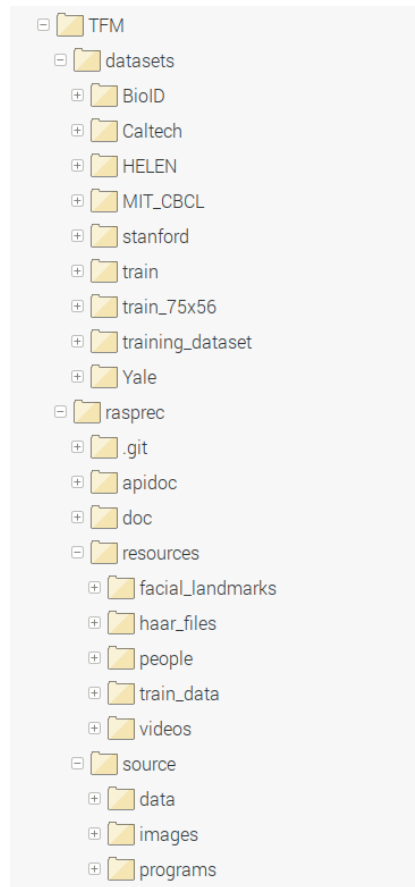 TFM
datasets
BioID
Caltech
HELEN
MIT_CBCL
stanford
train
train_75x56
training_dataset
Yale
rasprec
.git
apidoc
doc
resources
facial_landmarks
haar_files
people
train_data
videos
source
data
images
programs